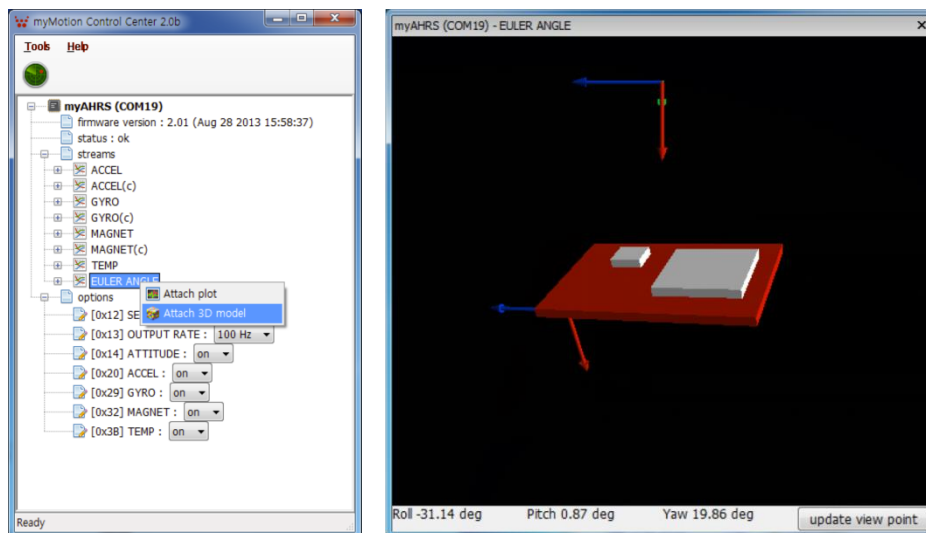 myMotion Control Center 2.0b
Tools Help
myAHRS (COM19)
firmware version : 2.01 (Aug 28 2013 15:58:37)
status : ok
streams
ACCEL
ACCEL(c)
GYRO
GYRO(c)
MAGNET
MAGNET(c)
TEMP
EULER ANGLE
Attach plot
Attach 3D model
options
[0x12] SE
[0x13] OUTPUT RATE : 100 Hz
[0x14] ATTITUDE : on
[0x20] ACCEL : on
[0x29] GYRO : on
[0x32] MAGNET : on
[0x3B] TEMP : on
Ready
myAHRS (COM19) - EULER ANGLE
Roll -31.14 deg Pitch 0.87 deg Yaw 19.86 deg update view point